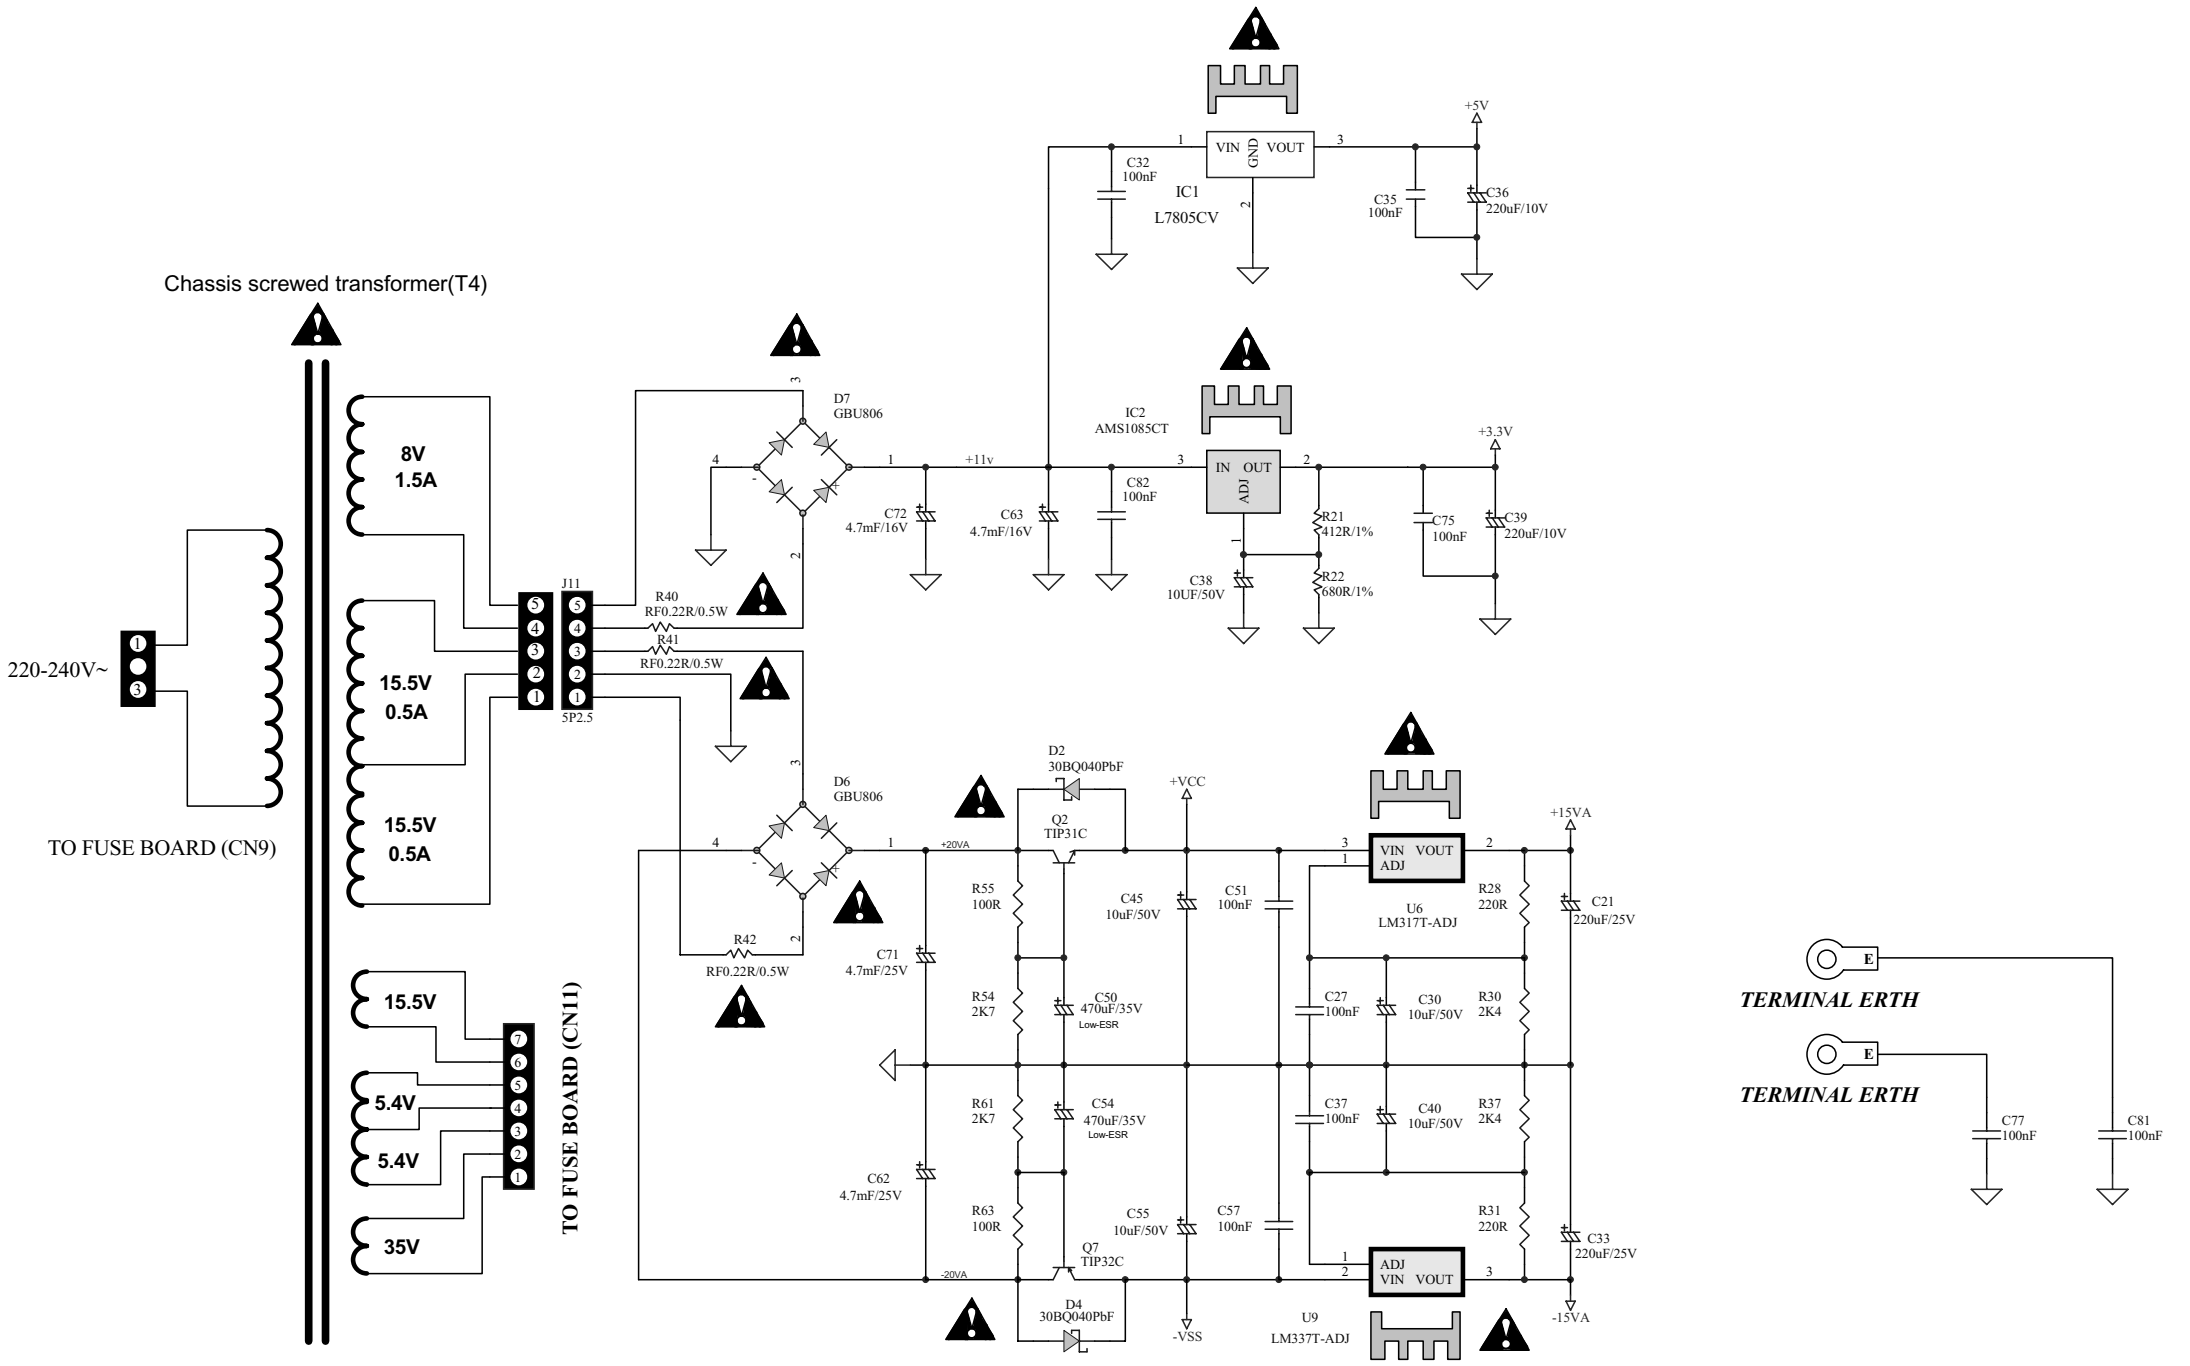 Chassis screwed transformer(T4)
220-240V~
1
3
TO FUSE BOARD (CN9)
8V
1.5A
15.5V
0.5A
15.5V
0.5A
15.5V
5.4V
5.4V
35V
5
4
3
2
1
J11
5
4
3
2
1
5P2.5
7
6
5
4
3
2
1
TO FUSE BOARD (CN11)
R40
RF0.22R/0.5W
R41
RF0.22R/0.5W
R42
RF0.22R/0.5W
D7
GBU806
3
4
1
2
-
+
D6
GBU806
3
4
1
2
-
+
C72
4.7mF/16V
+11v
C63
4.7mF/16V
C82
100nF
C32
100nF
1
VIN
GND
VOUT
3
2
IC1
L7805CV
C35
100nF
+5V
C36
220uF/10V
IC2
AMS1085CT
3
IN
OUT
ADJ
2
1
C38
10UF/50V
R21
412R/1%
R22
680R/1%
C75
100nF
+3.3V
C39
220uF/10V
D2
30BQ040PbF
Q2
TIP31C
+20VA
+VCC
R55
100R
C71
4.7mF/25V
R54
2K7
C50
470uF/35V
Low-ESR
C45
10uF/50V
C51
100nF
3
1
VIN VOUT
ADJ
2
U6
LM317T-ADJ
+15VA
R28
220R
C21
220uF/25V
C27
100nF
C30
10uF/50V
R30
2K4
R61
2K7
C54
470uF/35V
Low-ESR
C37
100nF
C40
10uF/50V
R37
2K4
C62
4.7mF/25V
R63
100R
C55
10uF/50V
C57
100nF
R31
220R
C33
220uF/25V
Q7
TIP32C
-20VA
1
2
ADJ
VIN VOUT
3
D4
30BQ040PbF
-VSS
U9
LM337T-ADJ
-15VA
E
TERMINAL ERTH
E
TERMINAL ERTH
C77
100nF
C81
100nF